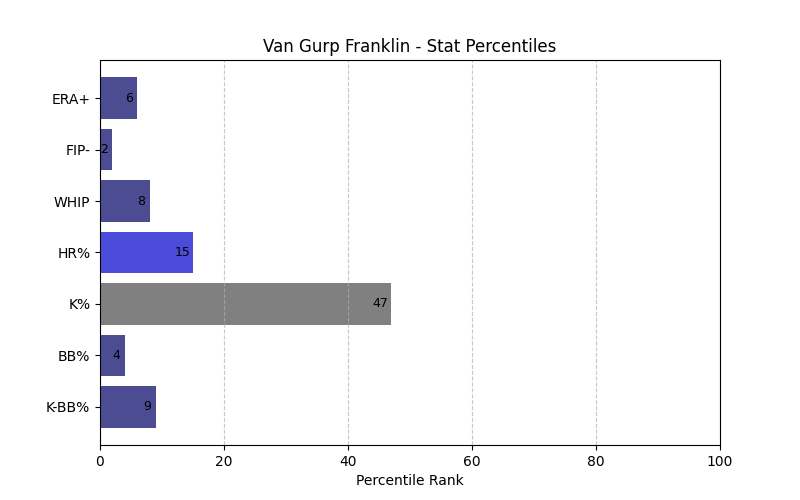 Van Gurp Franklin - Stat Percentiles
ERA+ 6
FIP- 2
WHIP 8
HR% 15
K% 47
BB% 4
K-BB% 9
0 20 40 60 80 100
Percentile Rank